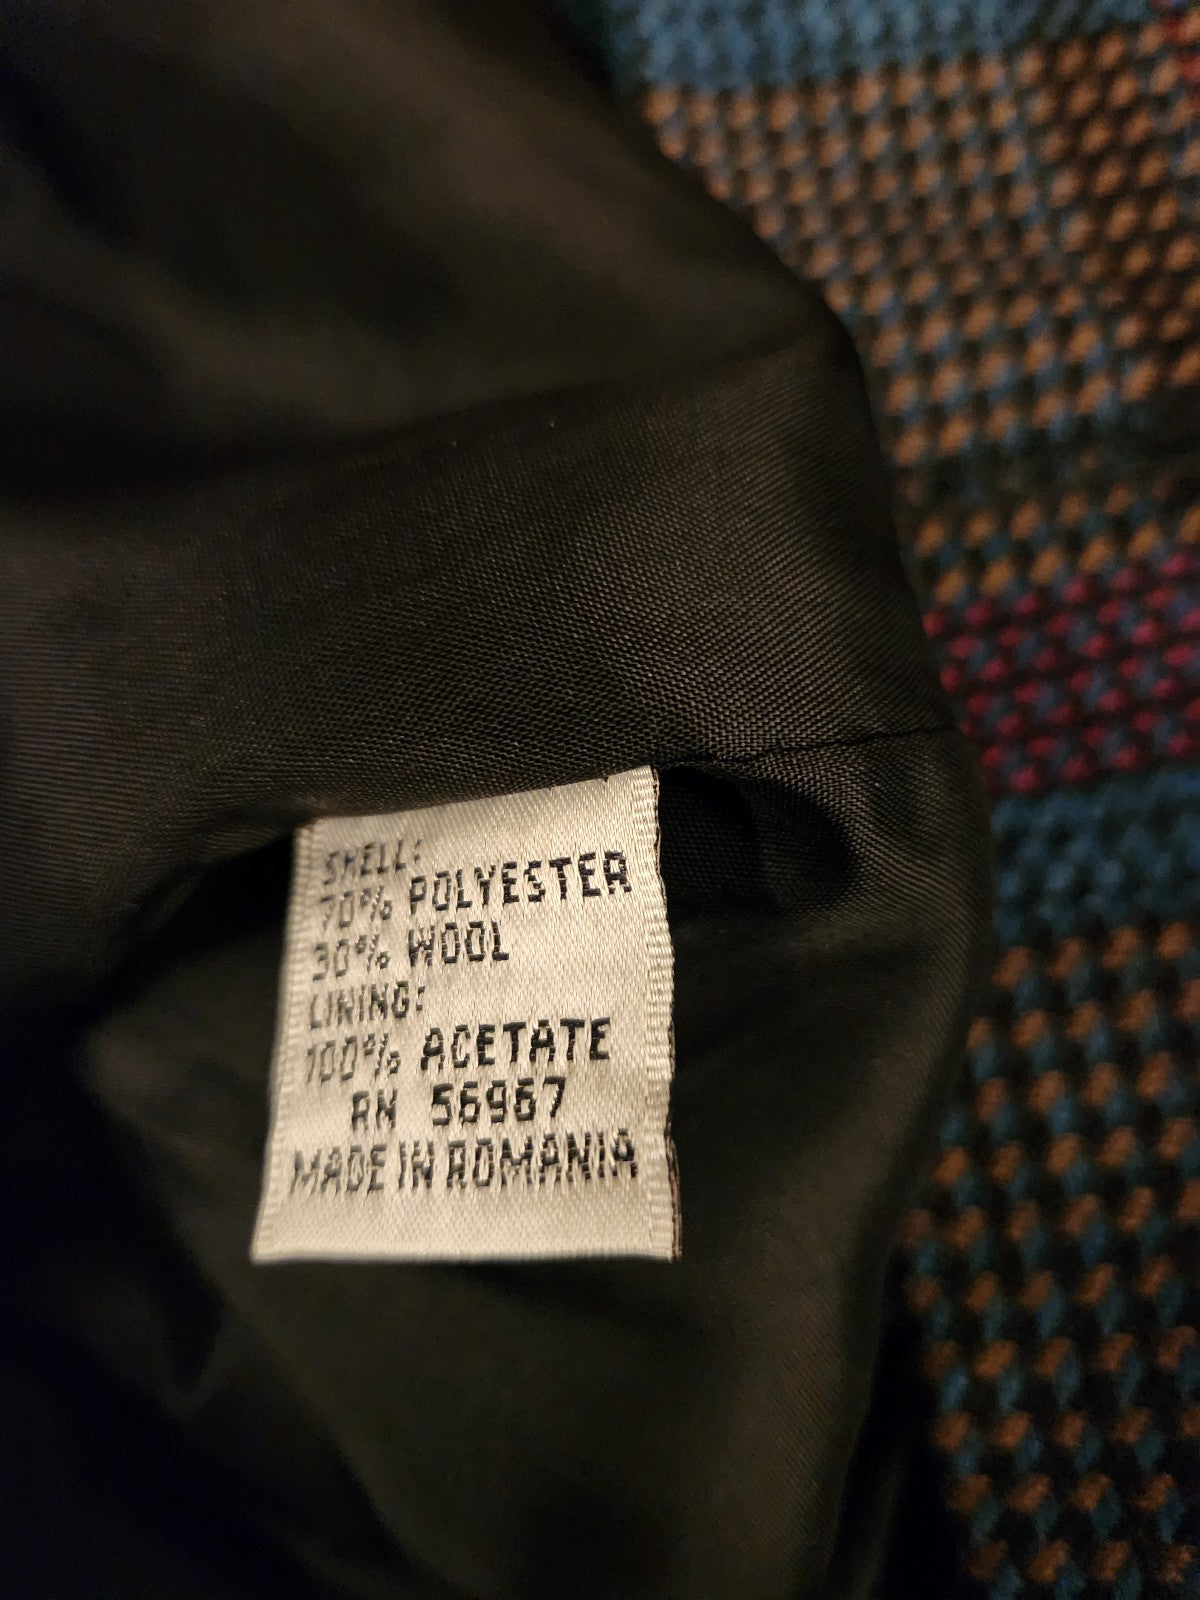 SHELL:
70% POLYESTER
30% WOOL
LINING:
100% ACETATE
RN 56967
MADE IN ROMANIA